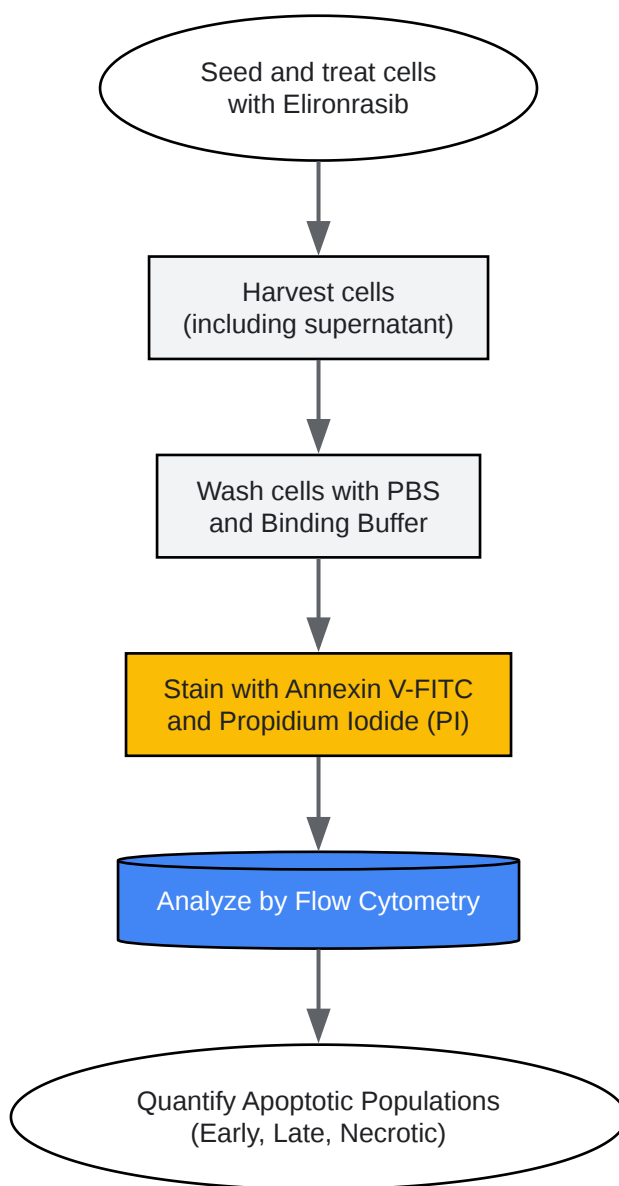 Seed and treat cells
with Elironrasib
Harvest cells
(including supernatant)
Wash cells with PBS
and Binding Buffer
Stain with Annexin V-FITC
and Propidium Iodide (PI)
Analyze by Flow Cytometry
Quantify Apoptotic Populations
(Early, Late, Necrotic)